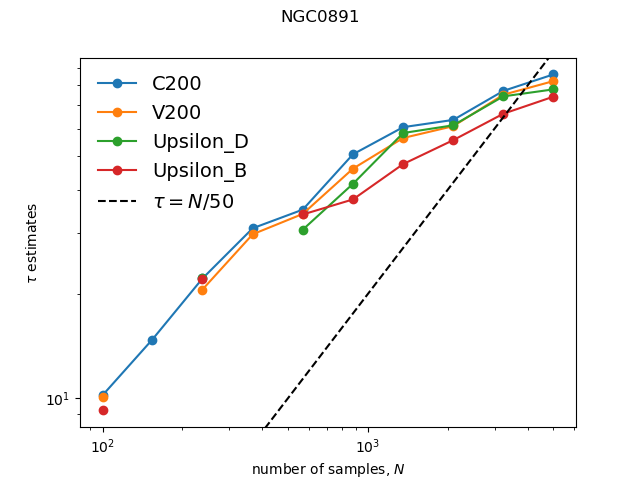 NGC0891
C200
V200
Upsilon_D
Upsilon_B
τ = N/50
τ estimates
10¹
10² 10³
number of samples, N